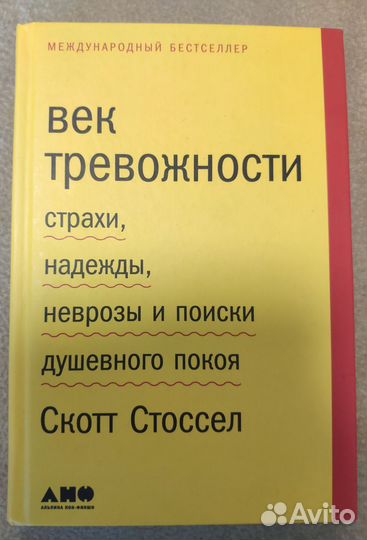 МЕЖДУНАРОДНЫЙ БЕСТСЕЛЛЕР
век
тревожности
страхи,
надежды,
неврозы и поиски
душевного покоя
Скотт Стоссел
АНФ
АЛЬПИНА НОН-ФИКШН
Avito